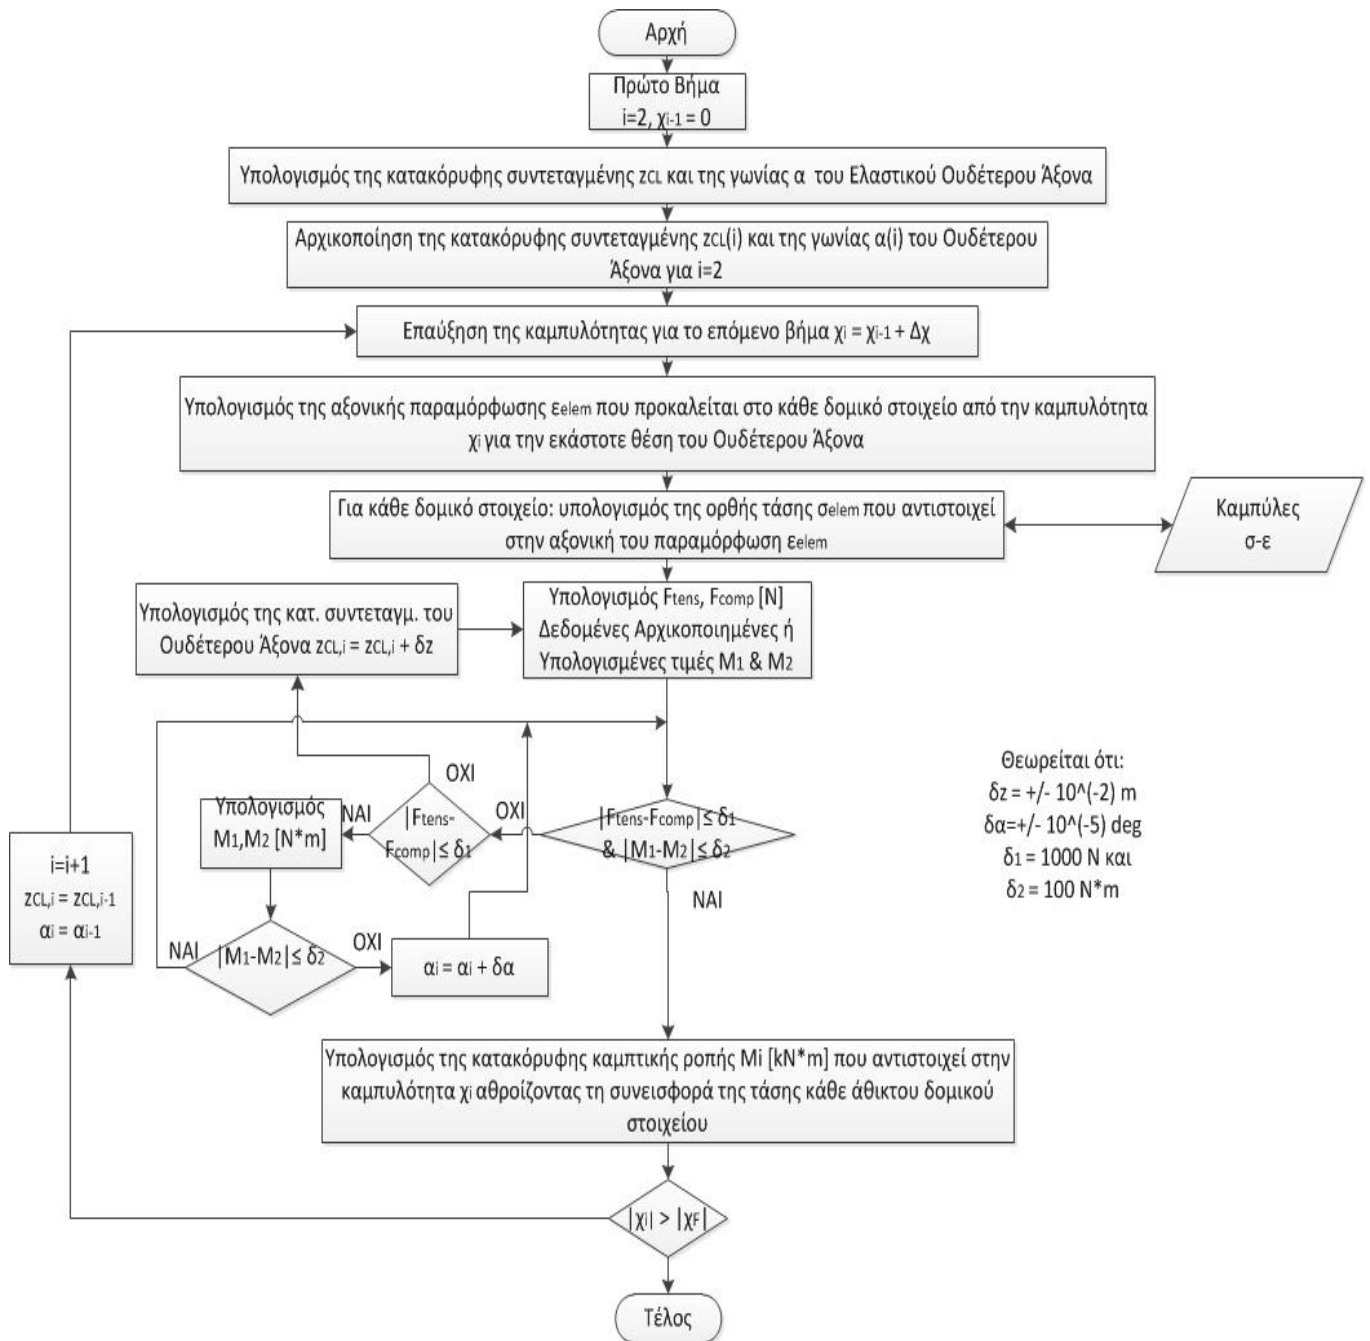 Αρχή
Πρώτο Βήμα
i=2, χi-1 = 0
Υπολογισμός της κατακόρυφης συντεταγμένης zCL και της γωνίας α του Ελαστικού Ουδέτερου Άξονα
Αρχικοποίηση της κατακόρυφης συντεταγμένης zCL(i) και της γωνίας α(i) του Ουδέτερου
Άξονα για i=2
Επαύξηση της καμπυλότητας για το επόμενο βήμα χi = χi-1 + Δχ
Υπολογισμός της αξονικής παραμόρφωσης εelem που προκαλείται στο κάθε δομικό στοιχείο από την καμπυλότητα
χi για την εκάστοτε θέση του Ουδέτερου Άξονα
Για κάθε δομικό στοιχείο: υπολογισμός της ορθής τάσης σelem που αντιστοιχεί
στην αξονική του παραμόρφωση εelem
Καμπύλες
σ-ε
Υπολογισμός της κατ. συντεταγμ. του
Ουδέτερου Άξονα zCL,i = zCL,i + δz
Υπολογισμός Ftens, Fcomp [N]
Δεδομένες Αρχικοποιημένες ή
Υπολογισμένες τιμές M1 & M2
ΟΧΙ
|Ftens-
Fcomp|≤ δ1
ΝΑΙ
ΟΧΙ
|Ftens-Fcomp|≤ δ1
& |M1-M2|≤ δ2
ΝΑΙ
Υπολογισμός
M1,M2 [N*m]
|M1-M2|≤ δ2
ΝΑΙ
ΟΧΙ
αi = αi + δα
i=i+1
zCL,i = zCL,i-1
αi = αi-1
Θεωρείται ότι:
δz = +/- 10^(-2) m
δα=+/- 10^(-5) deg
δ1 = 1000 N και
δ2 = 100 N*m
Υπολογισμός της κατακόρυφης καμπτικής ροπής Mi [kN*m] που αντιστοιχεί στην
καμπυλότητα χi αθροίζοντας τη συνεισφορά της τάσης κάθε άθικτου δομικού
στοιχείου
|χi| > |χF|
Τέλος